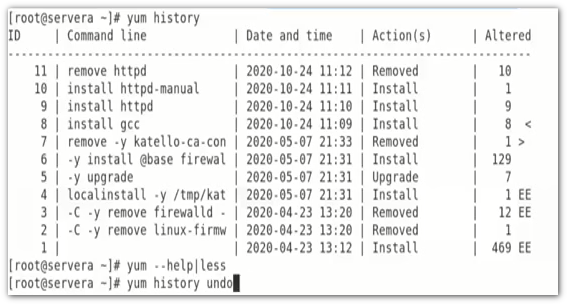 [root@servera ~]# yum history
ID     | Command line             | Date and time    | Action(s)      | Altered
-------------------------------------------------------------------------------
    11 | remove httpd             | 2020-10-24 11:12 | Removed        |   10
    10 | install httpd-manual     | 2020-10-24 11:11 | Install        |    1
     9 | install httpd            | 2020-10-24 11:10 | Install        |    9
     8 | install gcc              | 2020-10-24 11:09 | Install        |    8  <
     7 | remove -y katello-ca-con | 2020-05-07 21:33 | Removed        |    1 >
     6 | -y install @base firewal | 2020-05-07 21:31 | Install        |  129
     5 | -y upgrade               | 2020-05-07 21:31 | Upgrade        |    7
     4 | localinstall -y /tmp/kat | 2020-05-07 21:31 | Install        |    1 EE
     3 | -C -y remove firewalld - | 2020-04-23 13:20 | Removed        |   12 EE
     2 | -C -y remove linux-firmw | 2020-04-23 13:20 | Removed        |    1
     1 |                          | 2020-04-23 13:12 | Install        |  469 EE
[root@servera ~]# yum --help|less
[root@servera ~]# yum history undo